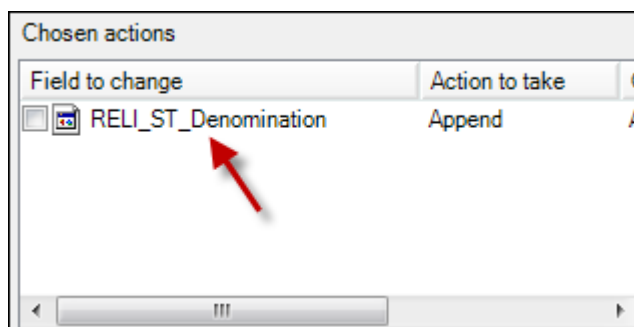 Chosen actions
Field to change Action to take
RELI_ST_Denomination Append